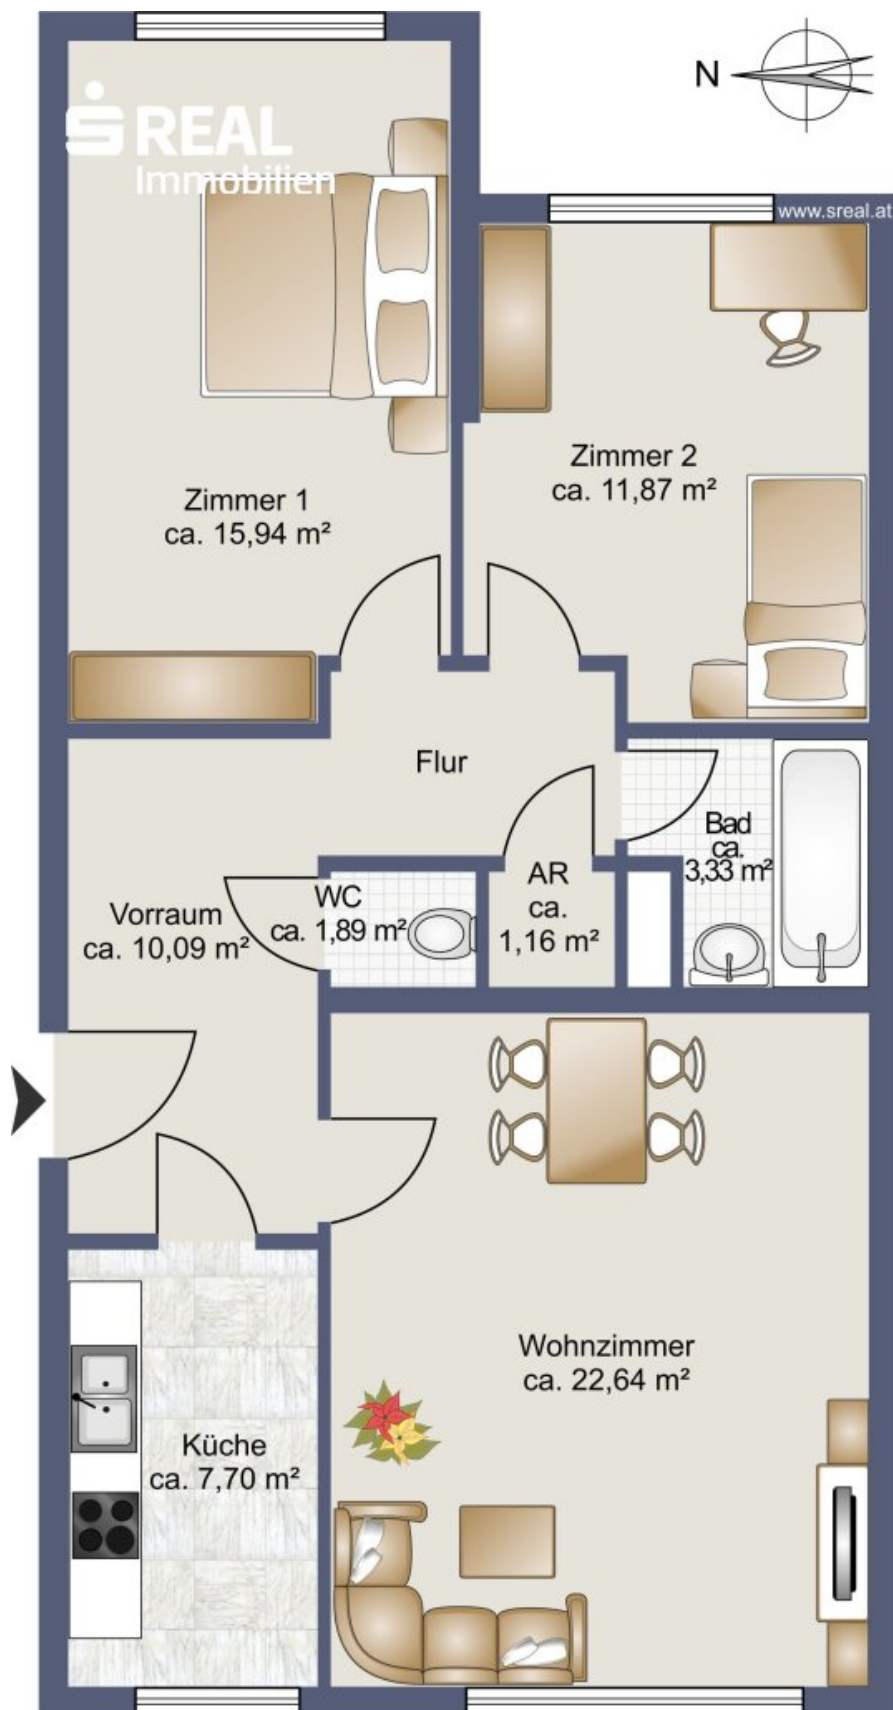 N
S REAL
Immobilien
www.sreal.at
Zimmer 2
ca. 11,87 m²
Zimmer 1
ca. 15,94 m²
Flur
Bad
ca.
3,33 m²
AR
ca.
1,16 m²
WC
ca. 1,89 m²
Vorraum
ca. 10,09 m²
Wohnzimmer
ca. 22,64 m²
Küche
ca. 7,70 m²